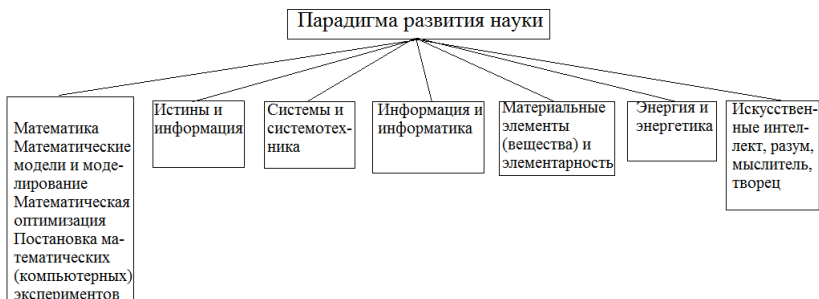 Парадигма развития науки
Математика
Математические
модели и моде-
лирование
Математическая
оптимизация
Постановка ма-
тематических
(компьютерных)
экспериментов
Истины и
информация
Системы и
системотех-
ника
Информация и
информатика
Материальные
элементы
(вещества) и
элементарность
Энергия и
энергетика
Искусствен-
ные интел-
лект, разум,
мыслитель,
творец